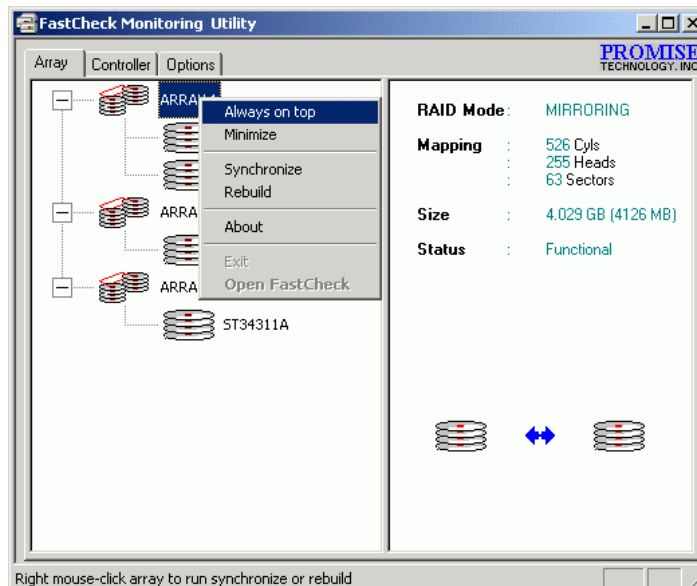 FastCheck Monitoring Utility
Array Controller Options
PROMISE
TECHNOLOGY, INC
ARRAY
Always on top
Minimize
Synchronize
Rebuild
ARRA
About
Exit
ARRA
Open FastCheck
ST34311A
RAID Mode : MIRRORING
Mapping : 526 Cyls
: 255 Heads
: 63 Sectors
Size : 4.029 GB (4126 MB)
Status : Functional
Right mouse-click array to run synchronize or rebuild